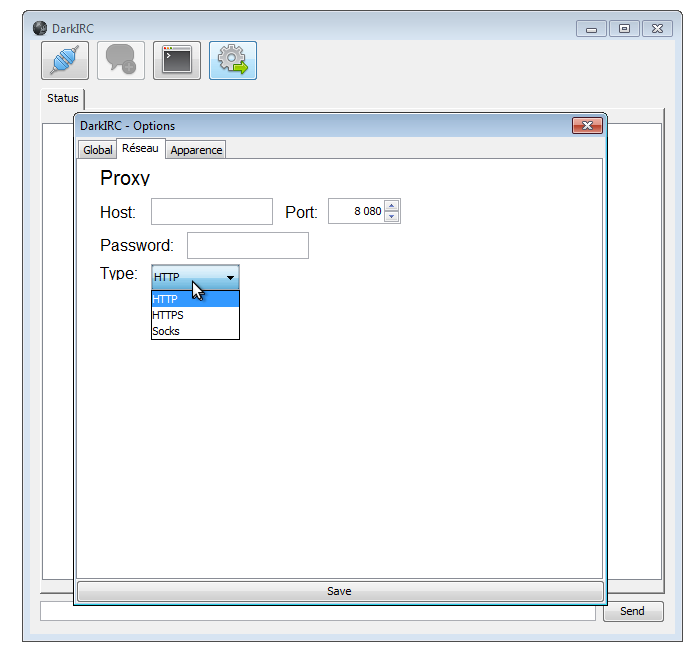 DarkIRC
Status
DarkIRC - Options
Global Réseau Apparence
Proxy
Host: Port: 8 080
Password:
Type: HTTP
HTTP
HTTPS
Socks
Save
Send